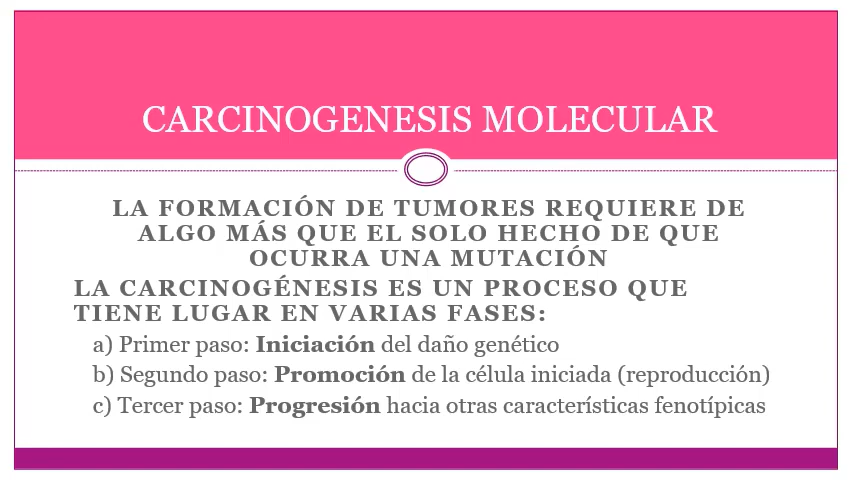 CARCINOGENESIS MOLECULAR
LA FORMACIÓN DE TUMORES REQUIERE DE
ALGO MÁS QUE EL SOLO HECHO DE QUE
OCURRA UNA MUTACIÓN
LA CARCINOGÉNESIS ES UN PROCESO QUE
TIENE LUGAR EN VARIAS FASES:
a) Primer paso: Iniciación del daño genético
b) Segundo paso: Promoción de la célula iniciada (reproducción)
c) Tercer paso: Progresión hacia otras características fenotípicas